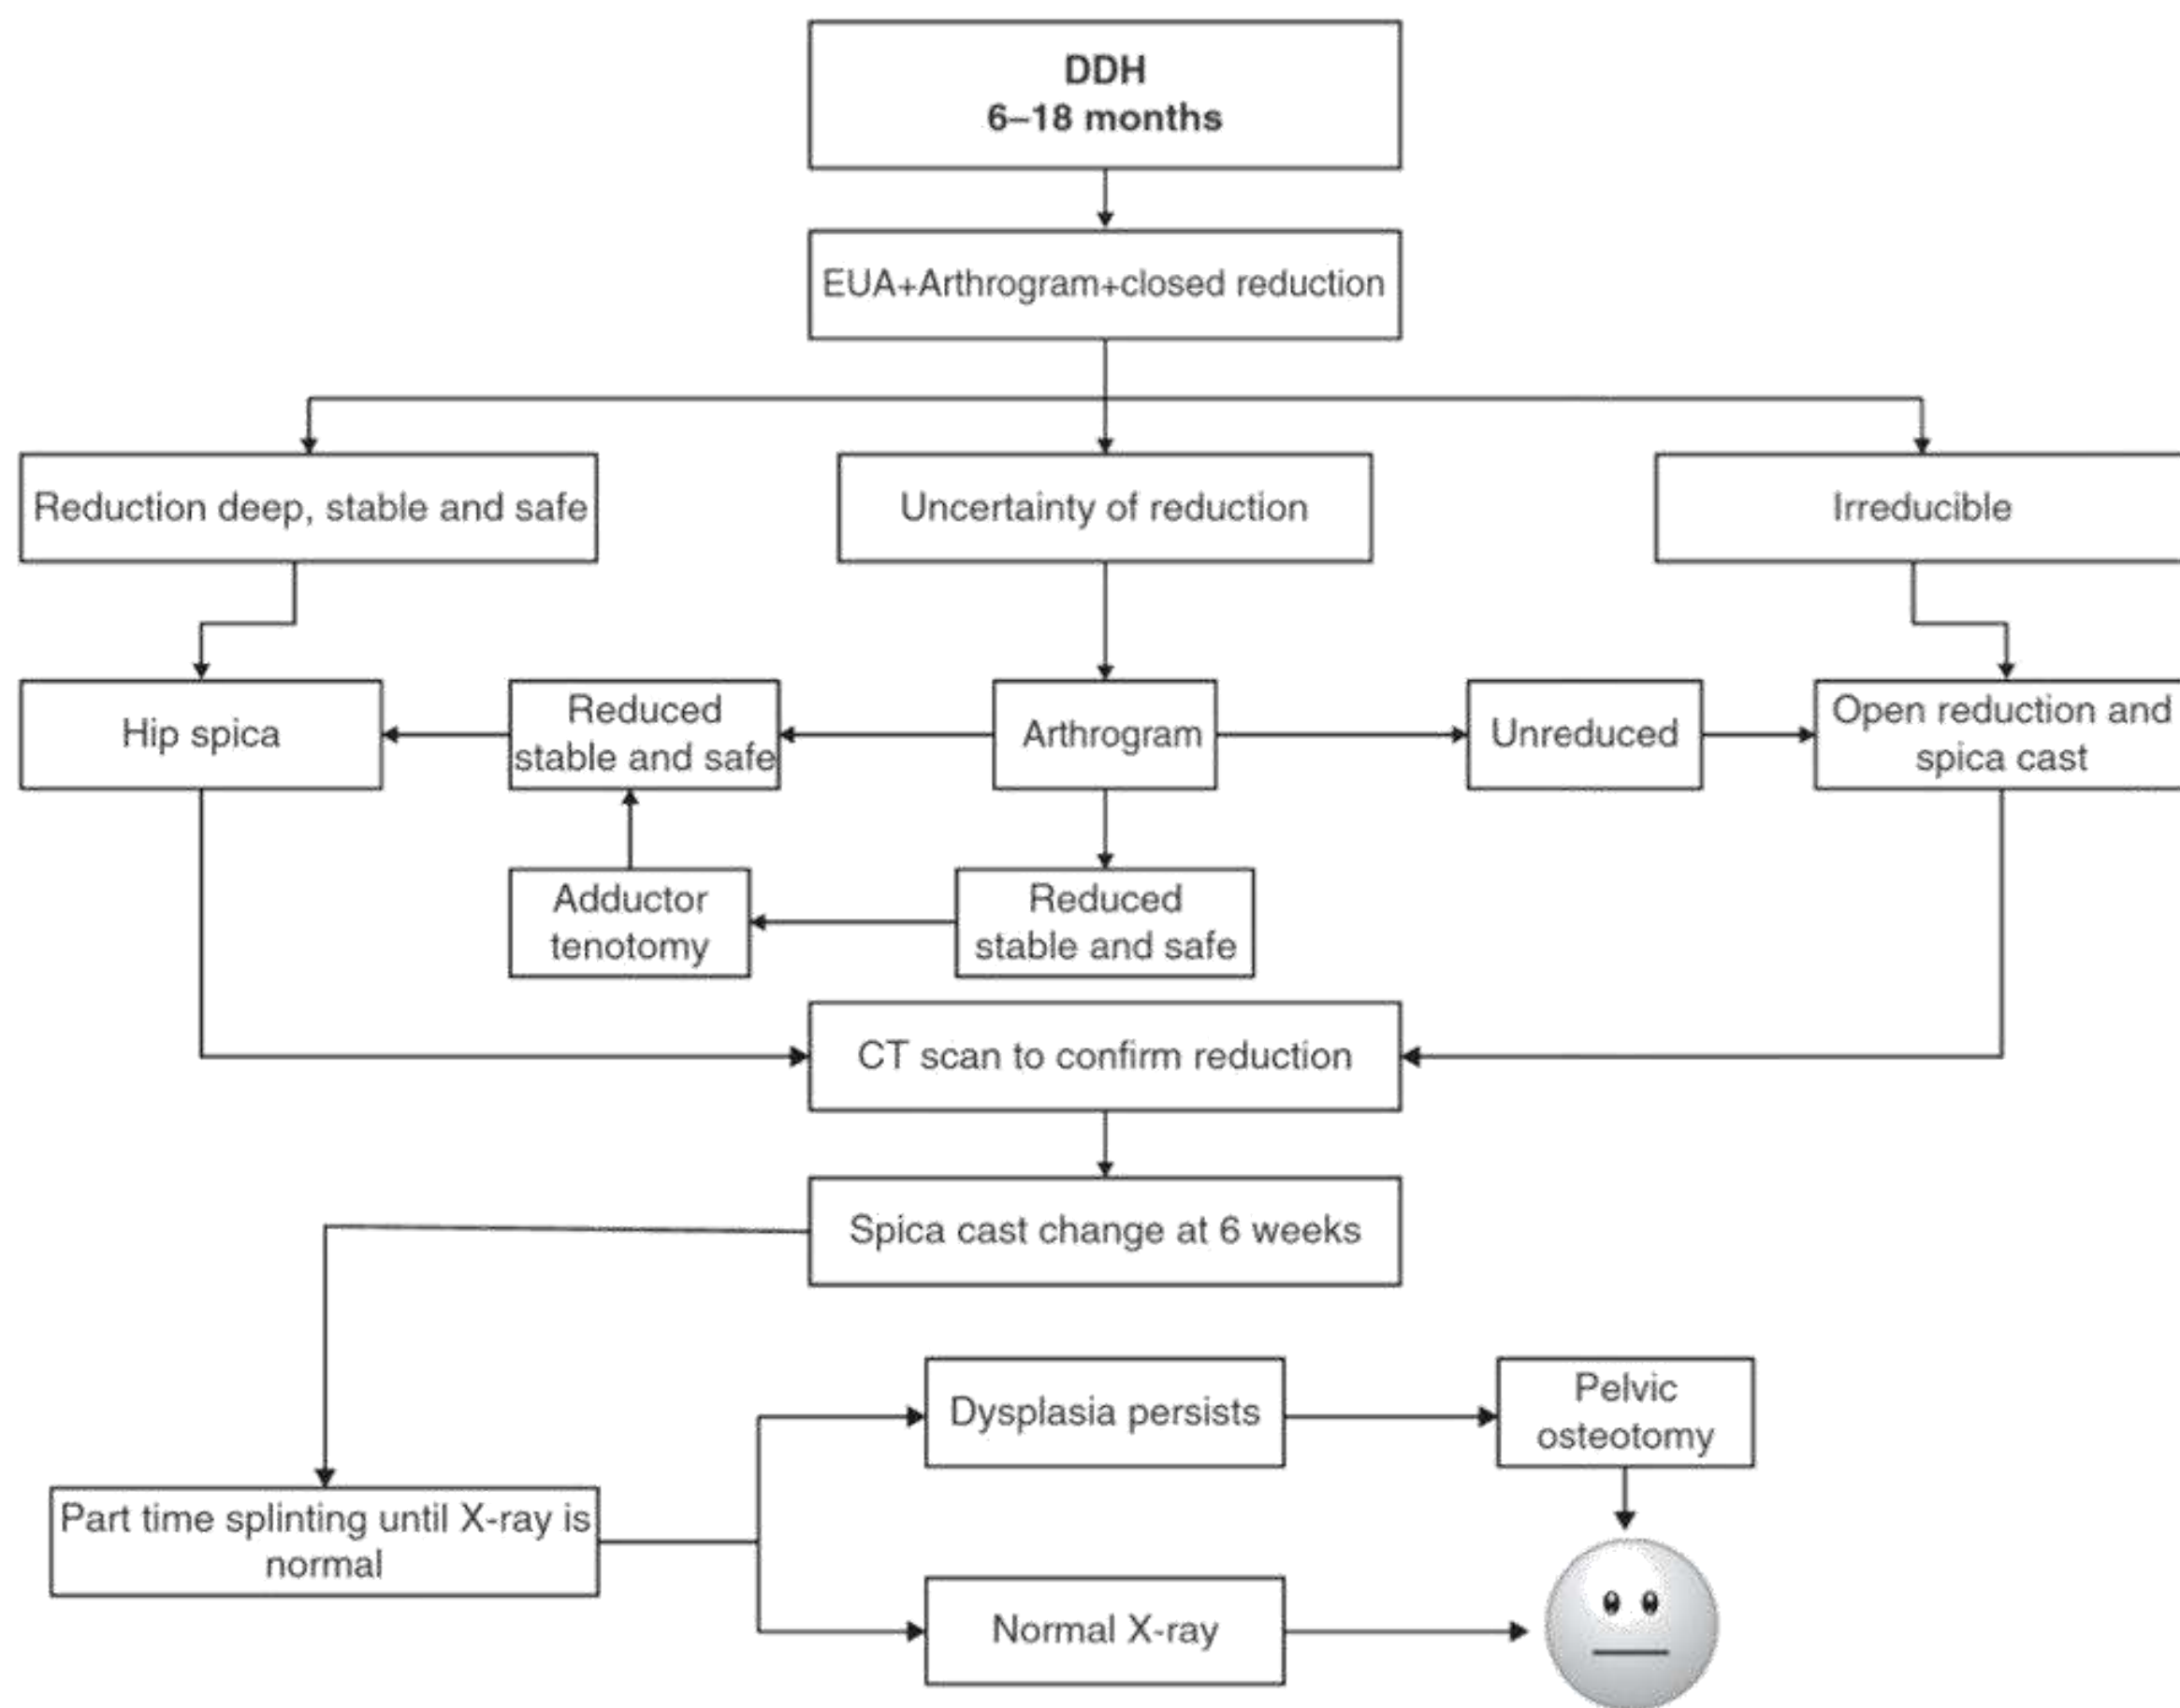 DDH
6–18 months
EUA+Arthrogram+closed reduction
Reduction deep, stable and safe
Uncertainty of reduction
Irreducible
Hip spica
Reduced
stable and safe
Arthrogram
Unreduced
Open reduction and
spica cast
Adductor
tenotomy
Reduced
stable and safe
CT scan to confirm reduction
Spica cast change at 6 weeks
Dysplasia persists
Pelvic
osteotomy
Part time splinting until X-ray is
normal
Normal X-ray